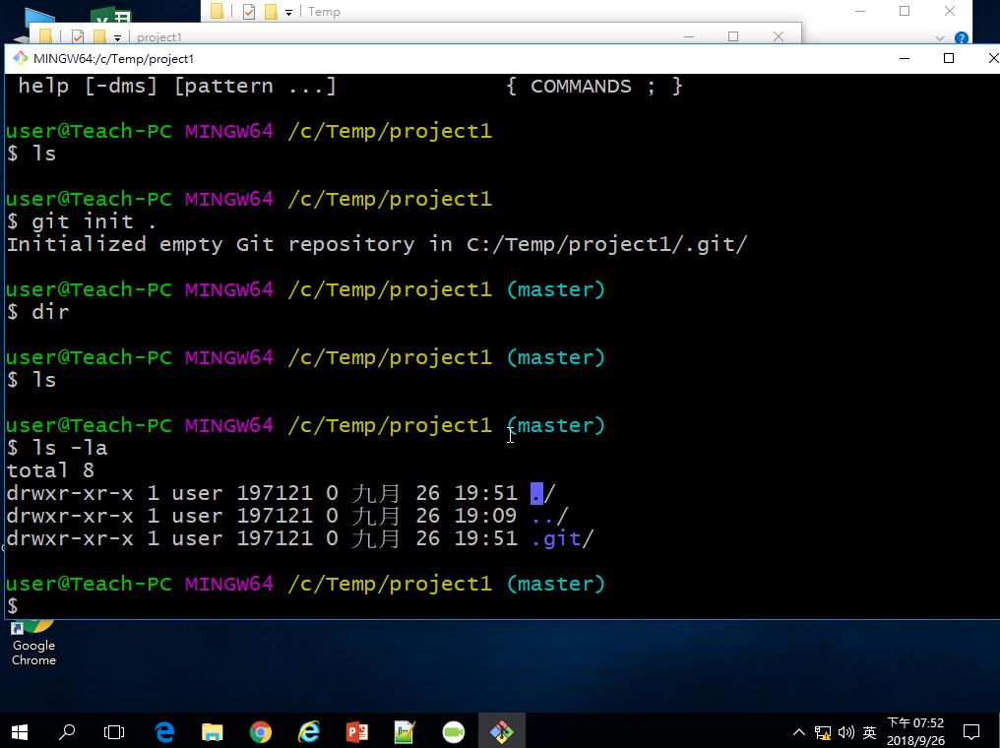 Temp
project1
MINGW64:/c/Temp/project1
help [-dms] [pattern ...] { COMMANDS ; }
user@Teach-PC MINGW64 /c/Temp/project1
$ ls
user@Teach-PC MINGW64 /c/Temp/project1
$ git init .
Initialized empty Git repository in C:/Temp/project1/.git/
user@Teach-PC MINGW64 /c/Temp/project1 (master)
$ dir
user@Teach-PC MINGW64 /c/Temp/project1 (master)
$ ls
user@Teach-PC MINGW64 /c/Temp/project1 (master)
$ ls -la
total 8
drwxr-xr-x 1 user 197121 0 九月 26 19:51 ./
drwxr-xr-x 1 user 197121 0 九月 26 19:09 ../
drwxr-xr-x 1 user 197121 0 九月 26 19:51 .git/
user@Teach-PC MINGW64 /c/Temp/project1 (master)
$
Google
Chrome
英
下午 07:52
2018/9/26